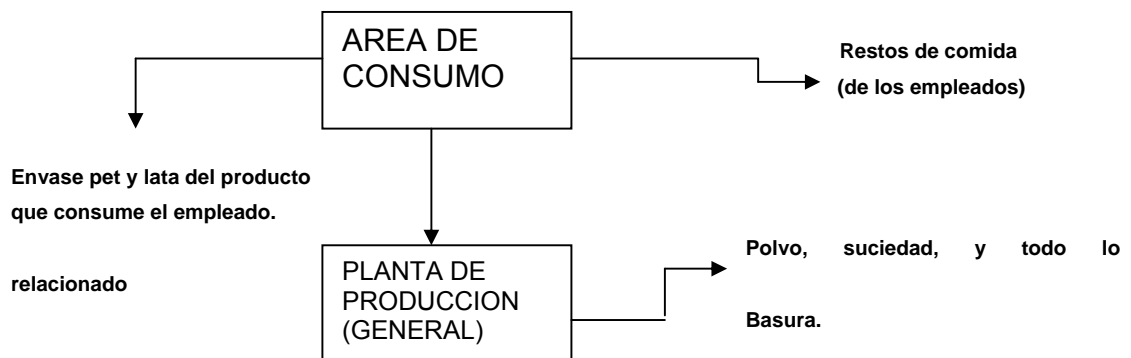 AREA DE
CONSUMO
Restos de comida
(de los empleados)
Envase pet y lata del producto
que consume el empleado.
Polvo, suciedad, y todo lo
relacionado
PLANTA DE
PRODUCCION
(GENERAL)
Basura.